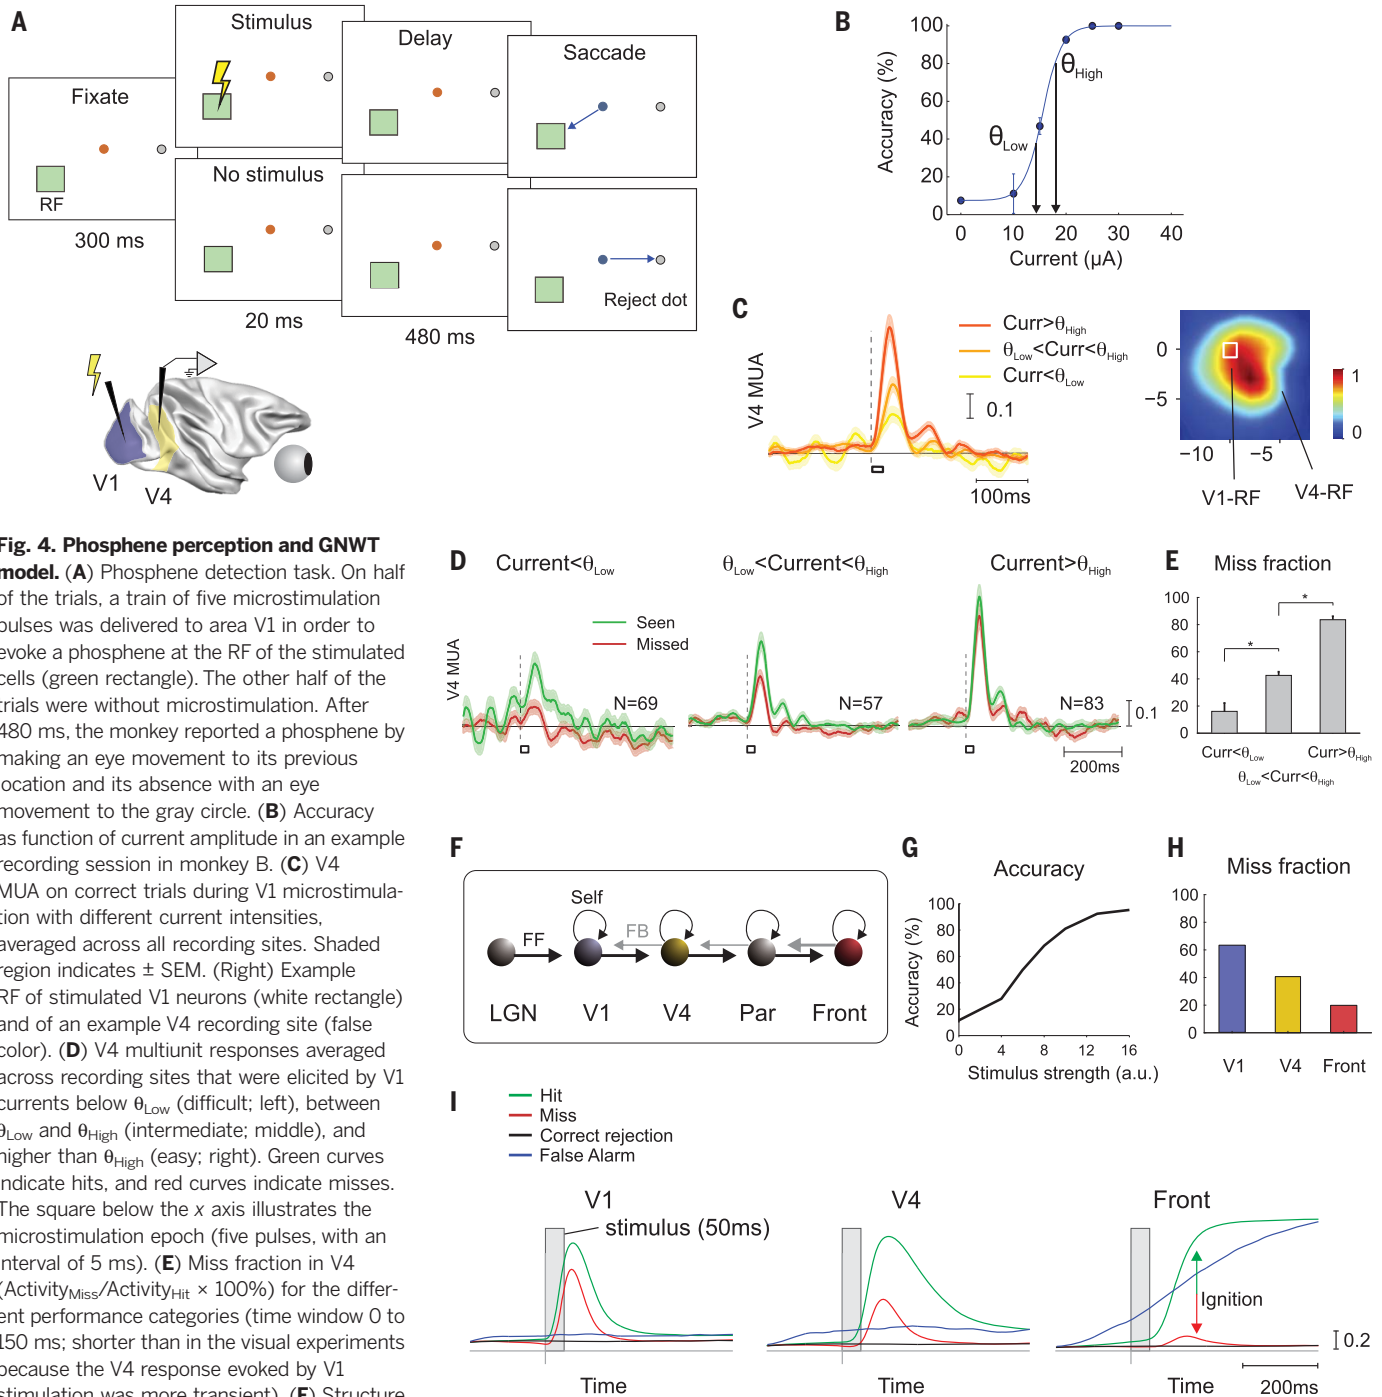 A
Fixate
RF
300 ms
Stimulus
No stimulus
20 ms
Delay
480 ms
Saccade
Reject dot
V1
V4
B
Accuracy (%)
100
80
60
40
20
0
θHigh
θLow
0 10 20 30 40
Current (µA)
C
V4 MUA
Curr>θHigh
θLow<Curr<θHigh
Curr<θLow
0.1
100ms
0
−5
−10 −5
1
0
V1-RF V4-RF
Fig. 4. Phosphene perception and GNWT
model. (A) Phosphene detection task. On half
of the trials, a train of five microstimulation
pulses was delivered to area V1 in order to
evoke a phosphene at the RF of the stimulated
cells (green rectangle). The other half of the
trials were without microstimulation. After
480 ms, the monkey reported a phosphene by
making an eye movement to its previous
location and its absence with an eye
movement to the gray circle. (B) Accuracy
as function of current amplitude in an example
recording session in monkey B. (C) V4
MUA on correct trials during V1 microstimula-
tion with different current intensities,
averaged across all recording sites. Shaded
region indicates ± SEM. (Right) Example
RF of stimulated V1 neurons (white rectangle)
and of an example V4 recording site (false
color). (D) V4 multiunit responses averaged
across recording sites that were elicited by V1
currents below θLow (difficult; left), between
θLow and θHigh (intermediate; middle), and
higher than θHigh (easy; right). Green curves
indicate hits, and red curves indicate misses.
The square below the x axis illustrates the
microstimulation epoch (five pulses, with an
interval of 5 ms). (E) Miss fraction in V4
(ActivityMiss/ActivityHit × 100%) for the differ-
ent performance categories (time window 0 to
150 ms; shorter than in the visual experiments
because the V4 response evoked by V1
stimulation was more transient). (F) Structure
D
Current<θLow
θLow<Current<θHigh
Current>θHigh
Seen
Missed
V4 MUA
N=69
N=57
N=83
0.1
200ms
E
Miss fraction
100
80
60
40
20
0
*
*
Curr<θLow
Curr>θHigh
θLow<Curr<θHigh
F
Self
FF
FB
LGN V1 V4 Par Front
G
Accuracy
Accuracy (%)
100
80
60
40
20
0
0 4 8 12 16
Stimulus strength (a.u.)
H
Miss fraction
100
80
60
40
20
0
V1 V4 Front
I
Hit
Miss
Correct rejection
False Alarm
V1
stimulus (50ms)
Time
V4
Time
Front
Ignition
0.2
200ms
Time